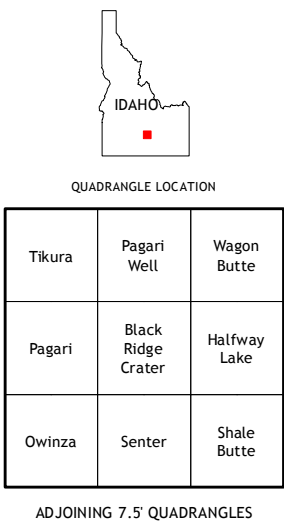 IDAHO
QUADRANGLE LOCATION
Tikura
Pagari
Well
Wagon
Butte
Pagari
Black
Ridge
Crater
Halfway
Lake
Owinza
Senter
Shale
Butte
ADJOINING 7.5' QUADRANGLES